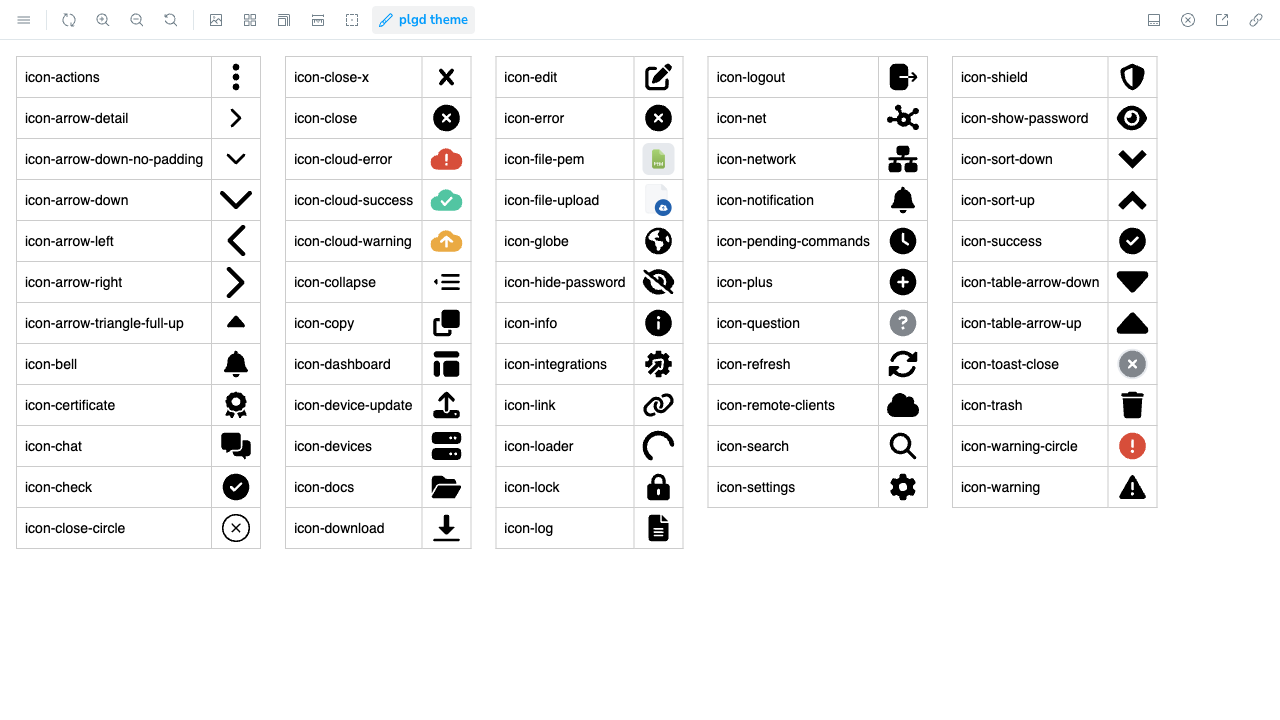 plgd theme
icon-actions
icon-arrow-detail
icon-arrow-down-no-padding
icon-arrow-down
icon-arrow-left
icon-arrow-right
icon-arrow-triangle-full-up
icon-bell
icon-certificate
icon-chat
icon-check
icon-close-circle
icon-close-x
icon-close
icon-cloud-error
icon-cloud-success
icon-cloud-warning
icon-collapse
icon-copy
icon-dashboard
icon-device-update
icon-devices
icon-docs
icon-download
icon-edit
icon-error
icon-file-pem
icon-file-upload
icon-globe
icon-hide-password
icon-info
icon-integrations
icon-link
icon-loader
icon-lock
icon-log
icon-logout
icon-net
icon-network
icon-notification
icon-pending-commands
icon-plus
icon-question
icon-refresh
icon-remote-clients
icon-search
icon-settings
icon-shield
icon-show-password
icon-sort-down
icon-sort-up
icon-success
icon-table-arrow-down
icon-table-arrow-up
icon-toast-close
icon-trash
icon-warning-circle
icon-warning